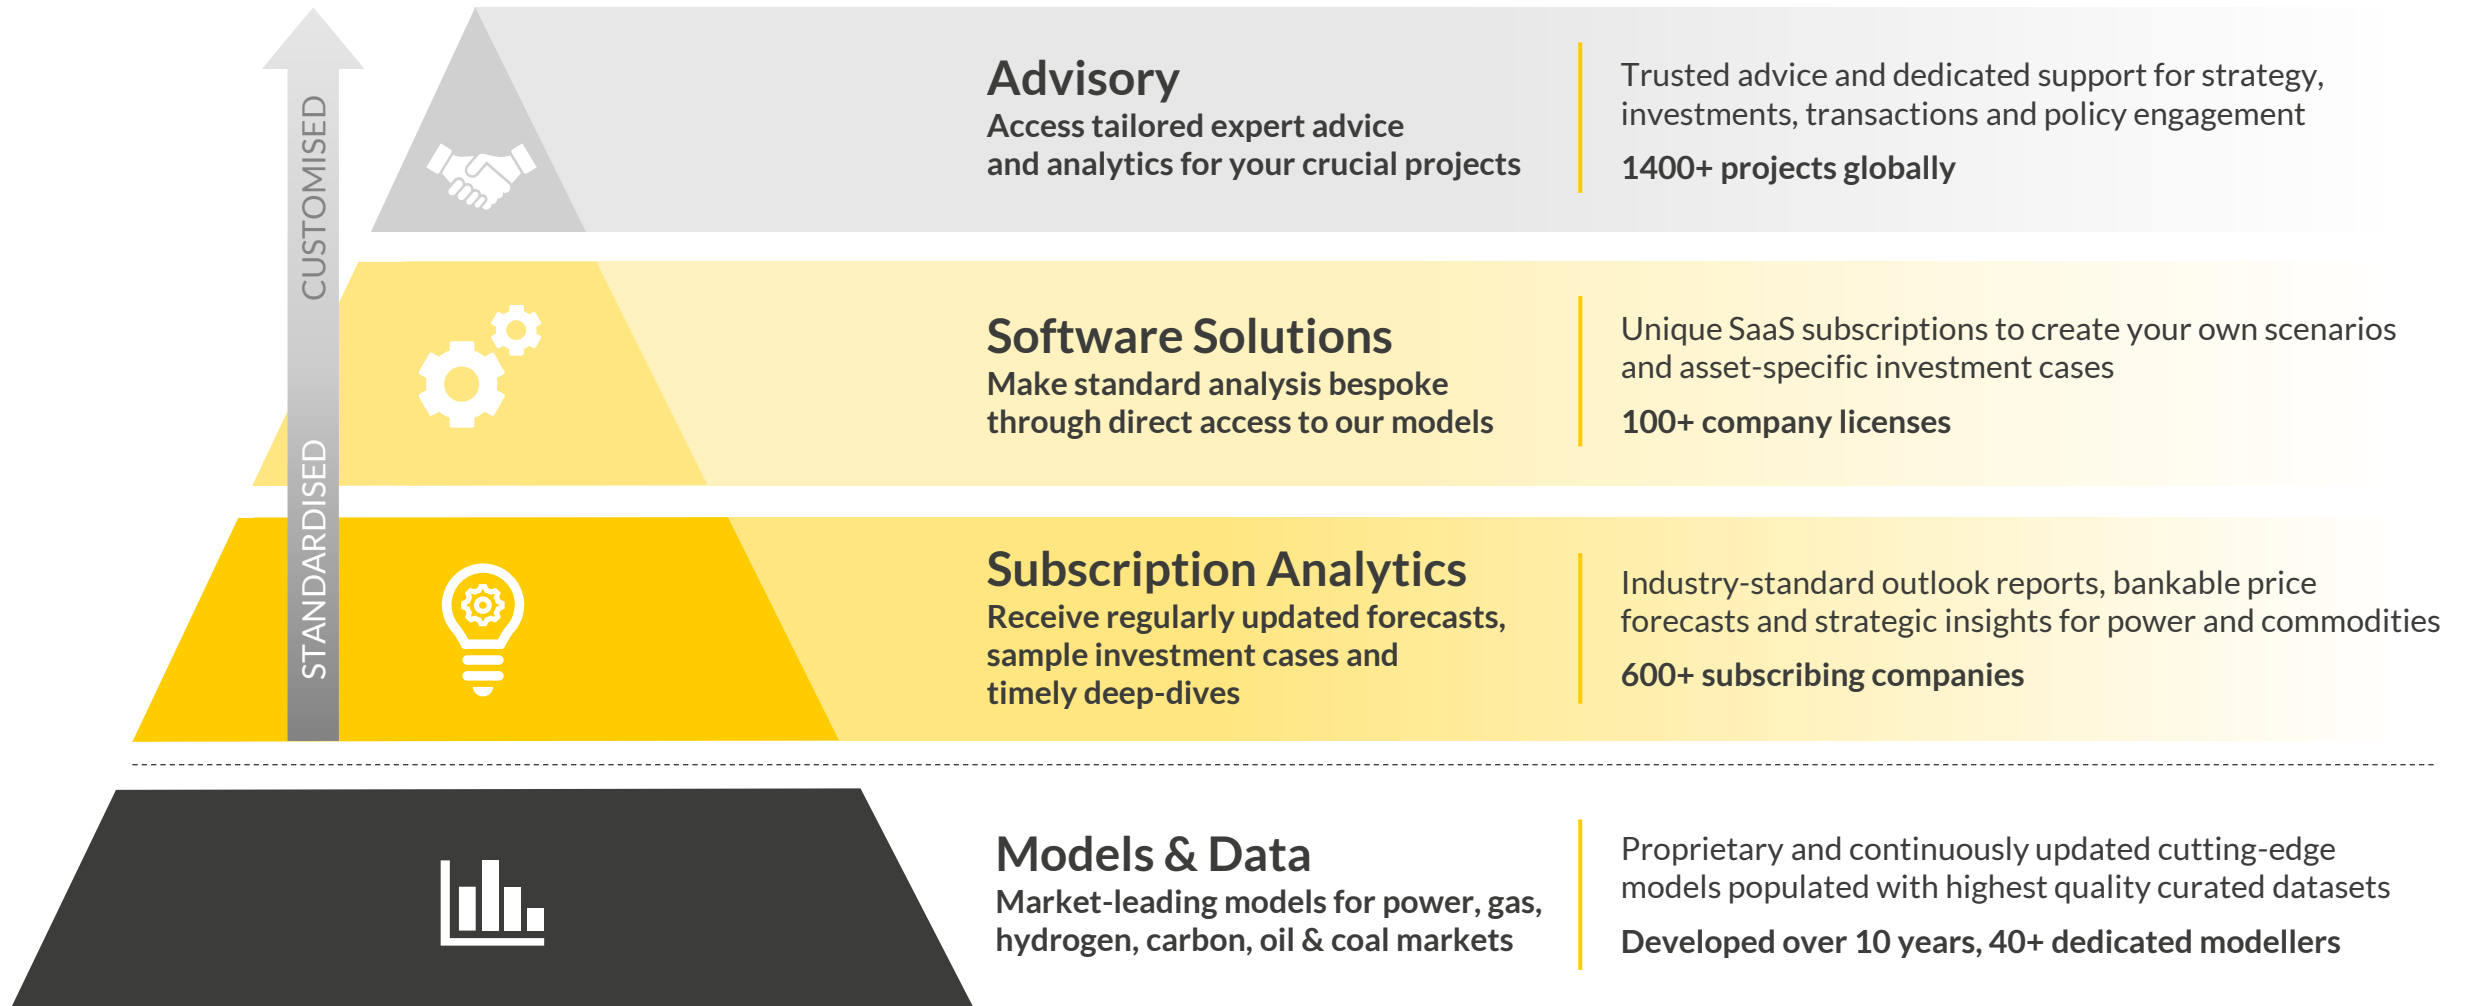 CUSTOMISED
STANDARDISED
Advisory
Access tailored expert advice
and analytics for your crucial projects
Trusted advice and dedicated support for strategy,
investments, transactions and policy engagement
1400+ projects globally
Software Solutions
Make standard analysis bespoke
through direct access to our models
Unique SaaS subscriptions to create your own scenarios
and asset-specific investment cases
100+ company licenses
Subscription Analytics
Receive regularly updated forecasts,
sample investment cases and
timely deep-dives
Industry-standard outlook reports, bankable price
forecasts and strategic insights for power and commodities
600+ subscribing companies
Models & Data
Market-leading models for power, gas,
hydrogen, carbon, oil & coal markets
Proprietary and continuously updated cutting-edge
models populated with highest quality curated datasets
Developed over 10 years, 40+ dedicated modellers